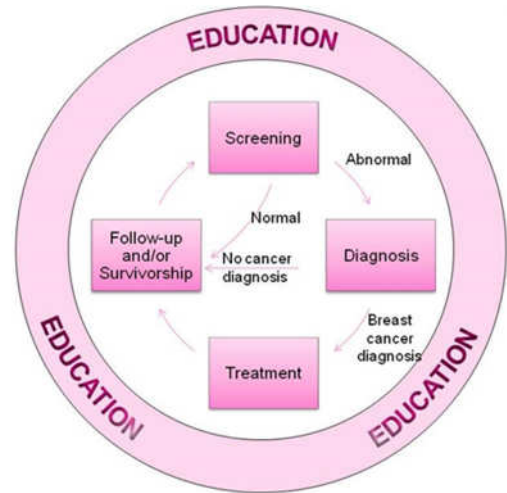 EDUCATION
Screening
Abnormal
Normal
Follow-up
and/or
Survivorship
No cancer
diagnosis
Diagnosis
Breast
cancer
diagnosis
Treatment
EDUCATION
EDUCATION